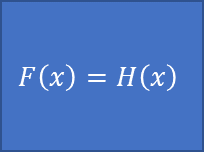 F(x) = H(x)